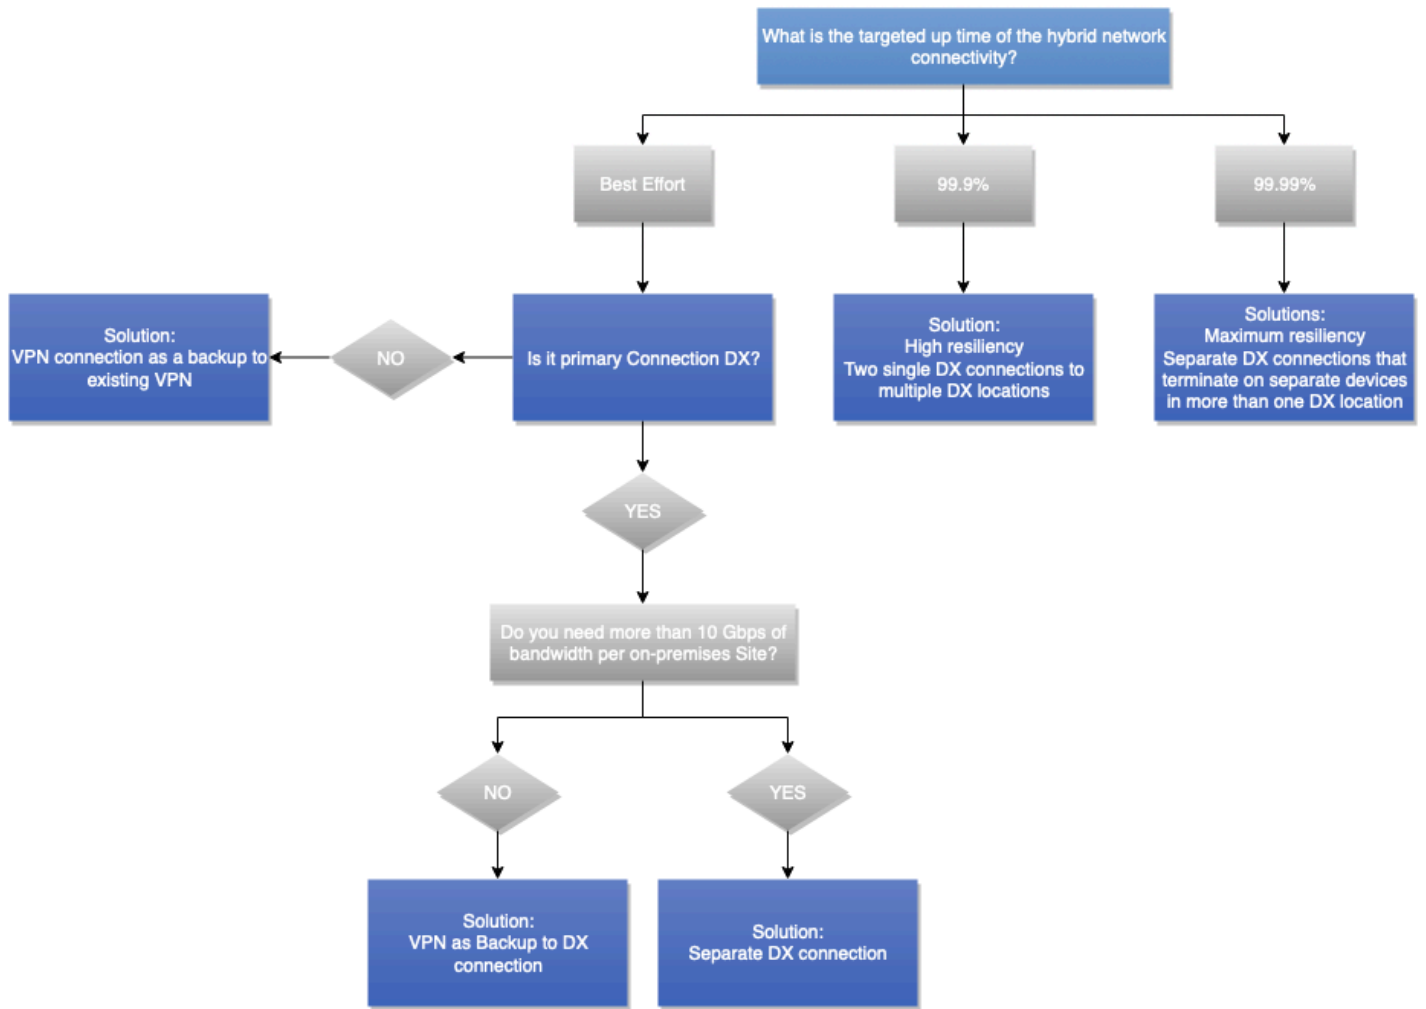 What is the targeted up time of the hybrid network
connectivity?
Best Effort
99.9%
99.99%
Solution:
VPN connection as a backup to
existing VPN
NO
Is it primary Connection DX?
Solution:
High resiliency
Two single DX connections to
multiple DX locations
Solutions:
Maximum resiliency
Separate DX connections that
terminate on separate devices
in more than one DX location
YES
Do you need more than 10 Gbps of
bandwidth per on-premises Site?
NO
YES
Solution:
VPN as Backup to DX
connection
Solution:
Separate DX connection